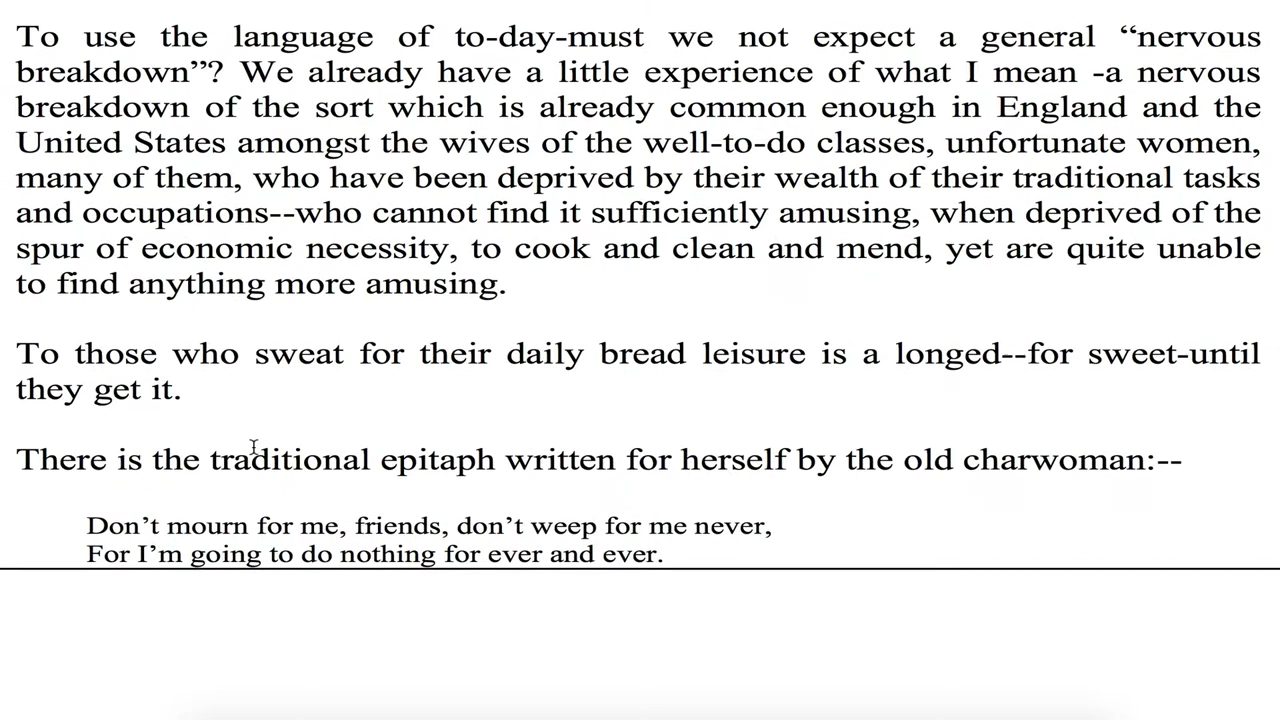 To use the language of to-day-must we not expect a general “nervous
breakdown”? We already have a little experience of what I mean -a nervous
breakdown of the sort which is already common enough in England and the
United States amongst the wives of the well-to-do classes, unfortunate women,
many of them, who have been deprived by their wealth of their traditional tasks
and occupations--who cannot find it sufficiently amusing, when deprived of the
spur of economic necessity, to cook and clean and mend, yet are quite unable
to find anything more amusing.
To those who sweat for their daily bread leisure is a longed--for sweet-until
they get it.
There is the traditional epitaph written for herself by the old charwoman:--
Don’t mourn for me, friends, don’t weep for me never,
For I’m going to do nothing for ever and ever.